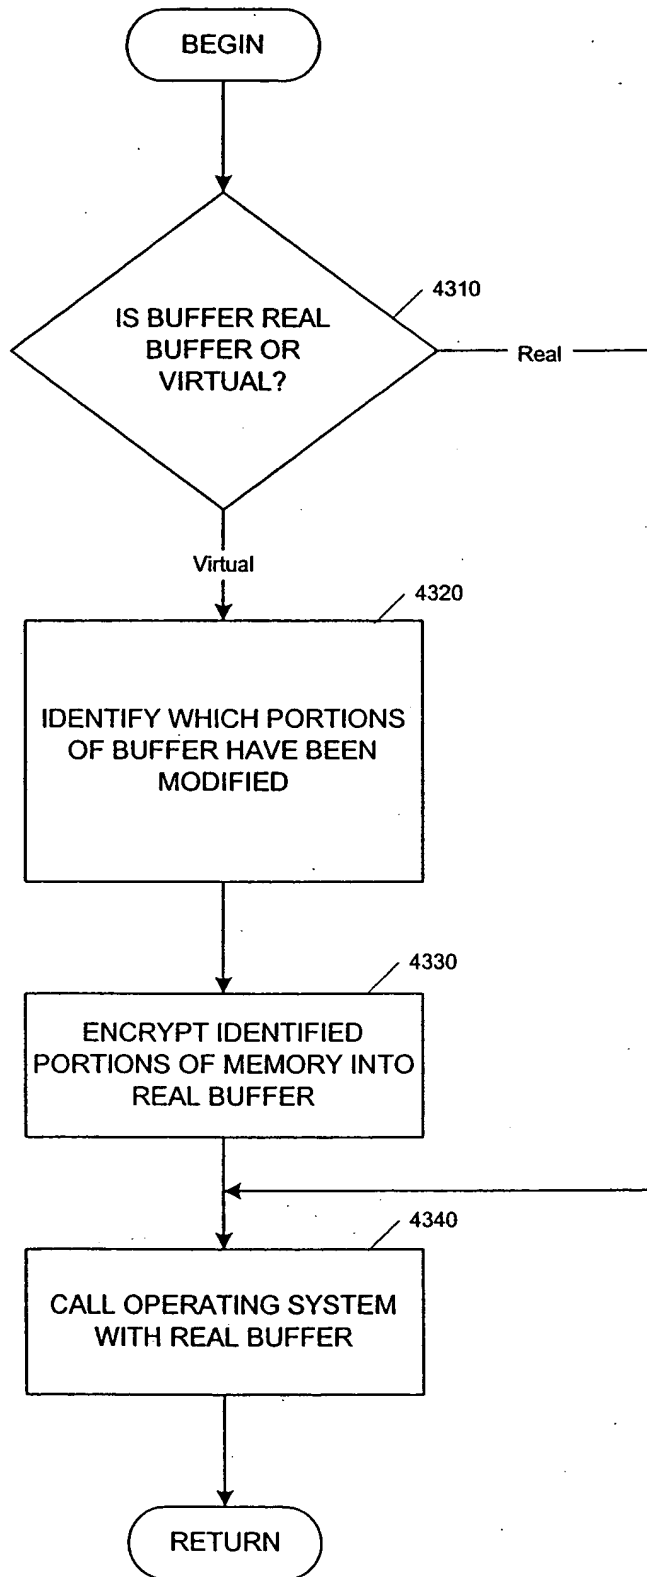 BEGIN
4310
IS BUFFER REAL
BUFFER OR
VIRTUAL?
Real
Virtual
4320
IDENTIFY WHICH PORTIONS
OF BUFFER HAVE BEEN
MODIFIED
4330
ENCRYPT IDENTIFIED
PORTIONS OF MEMORY INTO
REAL BUFFER
4340
CALL OPERATING SYSTEM
WITH REAL BUFFER
RETURN